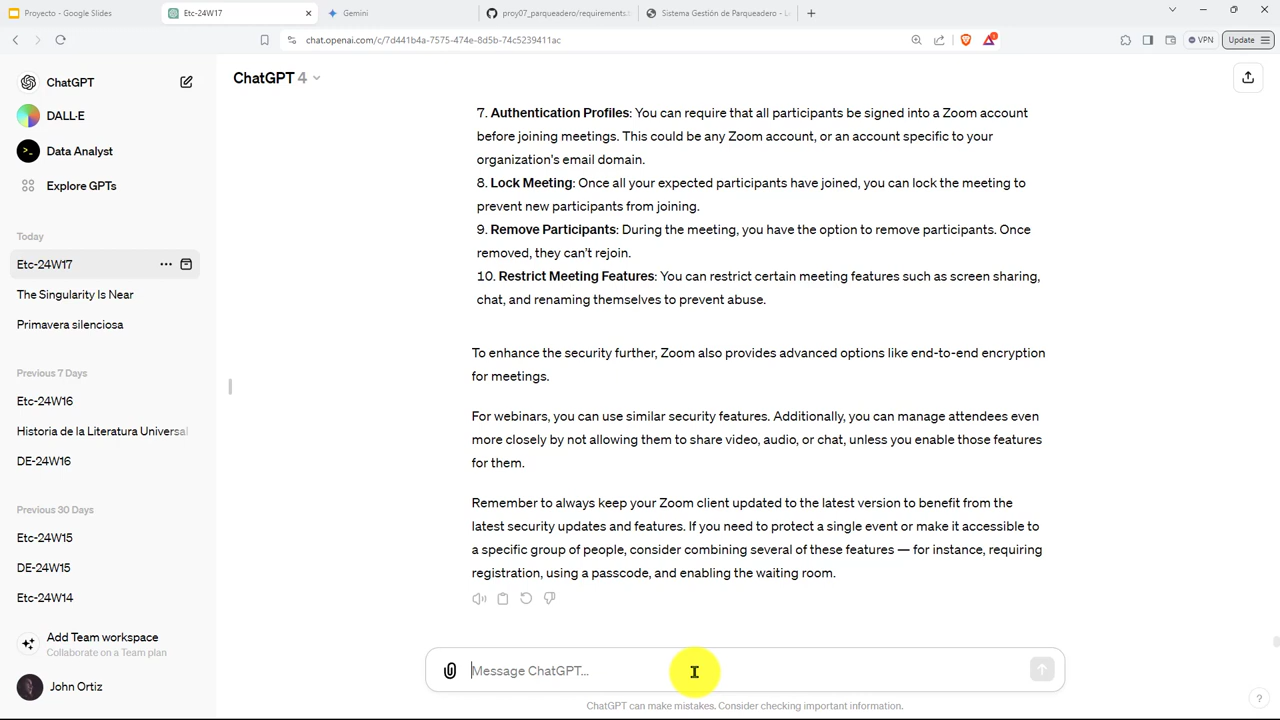 Proyecto - Google Slides
Etc-24W17
Gemini
proy07_parqueadero/requirements.
Sistema Gestión de Parqueadero - L
chat.openai.com/c/7d441b4a-7575-474e-8d5b-74c5239411ac
VPN
Update
ChatGPT
DALL·E
Data Analyst
Explore GPTs
Today
Etc-24W17
The Singularity Is Near
Primavera silenciosa
Previous 7 Days
Etc-24W16
Historia de la Literatura Universal
DE-24W16
Previous 30 Days
Etc-24W15
DE-24W15
Etc-24W14
Add Team workspace
Collaborate on a Team plan
John Ortiz
ChatGPT 4
7. Authentication Profiles: You can require that all participants be signed into a Zoom account
before joining meetings. This could be any Zoom account, or an account specific to your
organization's email domain.
8. Lock Meeting: Once all your expected participants have joined, you can lock the meeting to
prevent new participants from joining.
9. Remove Participants: During the meeting, you have the option to remove participants. Once
removed, they can't rejoin.
10. Restrict Meeting Features: You can restrict certain meeting features such as screen sharing,
chat, and renaming themselves to prevent abuse.
To enhance the security further, Zoom also provides advanced options like end-to-end encryption
for meetings.
For webinars, you can use similar security features. Additionally, you can manage attendees even
more closely by not allowing them to share video, audio, or chat, unless you enable those features
for them.
Remember to always keep your Zoom client updated to the latest version to benefit from the
latest security updates and features. If you need to protect a single event or make it accessible to
a specific group of people, consider combining several of these features — for instance, requiring
registration, using a passcode, and enabling the waiting room.
Message ChatGPT...
ChatGPT can make mistakes. Consider checking important information.
?